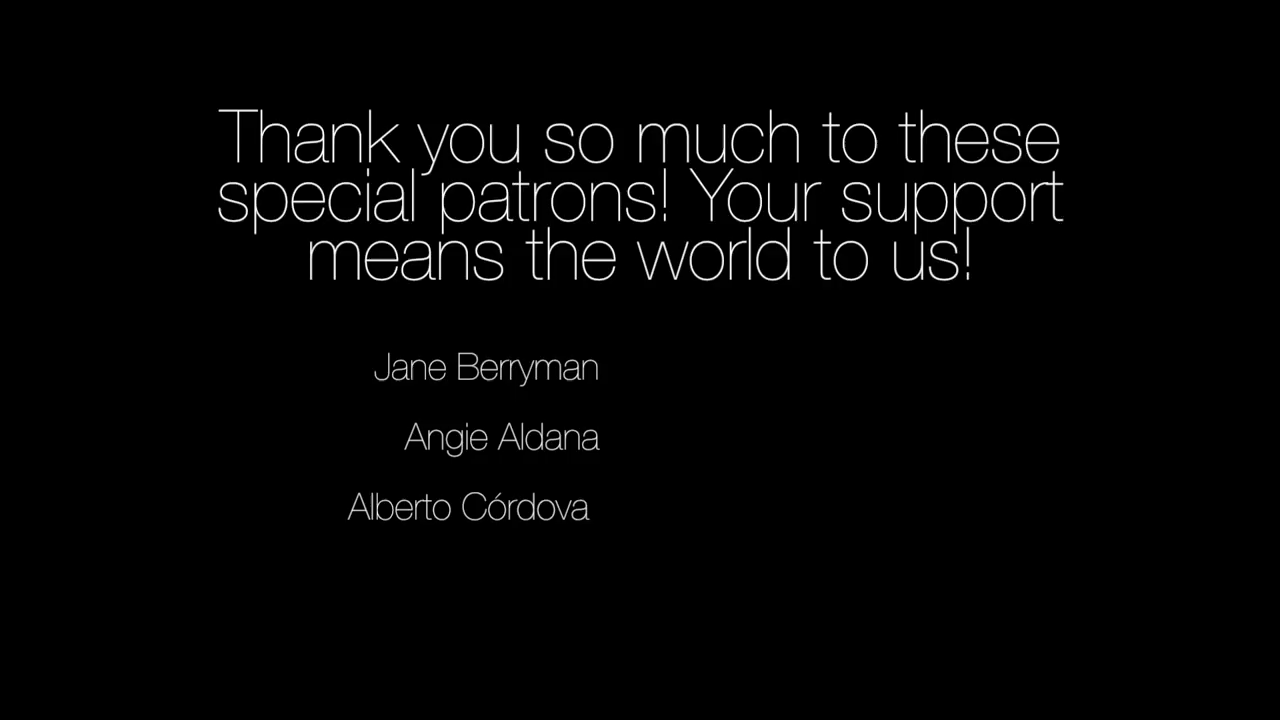 Thank you so much to these
special patrons! Your support
means the world to us!
Jane Berryman
Angie Aldana
Alberto Córdova